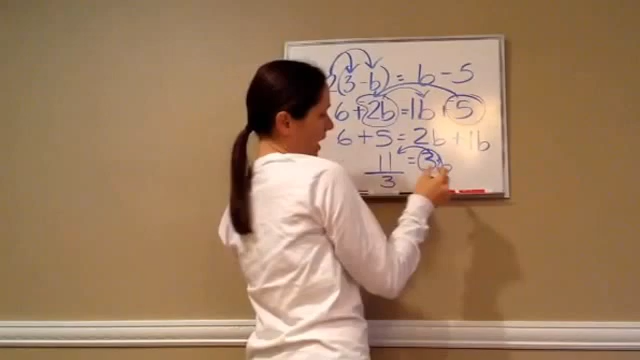 2(3-b) = b - 5
6 + 2b = 1b + 5
6 + 5 = 2b + 1b
11/3 = 3b